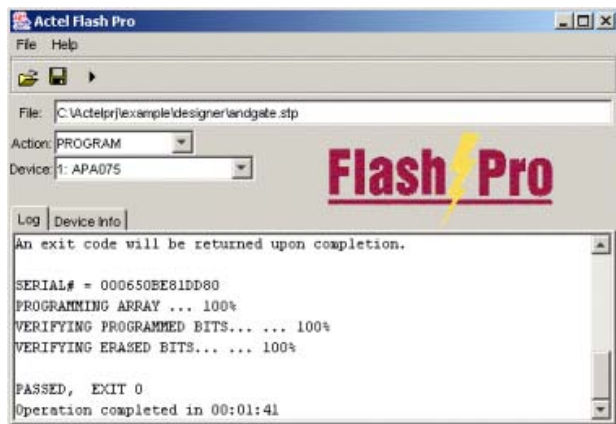 Actel Flash Pro
File Help
File: C:\Actelprj\example\designer\andgate.stp
Action: PROGRAM
Device: 1: APA075
Flash Pro
Log Device Info
An exit code will be returned upon completion.
SERIAL# = 000650BE81DD80
PROGRAMMING ARRAY ... 100%
VERIFYING PROGRAMMED BITS... ... 100%
VERIFYING ERASED BITS... ... 100%
PASSED, EXIT 0
Operation completed in 00:01:41